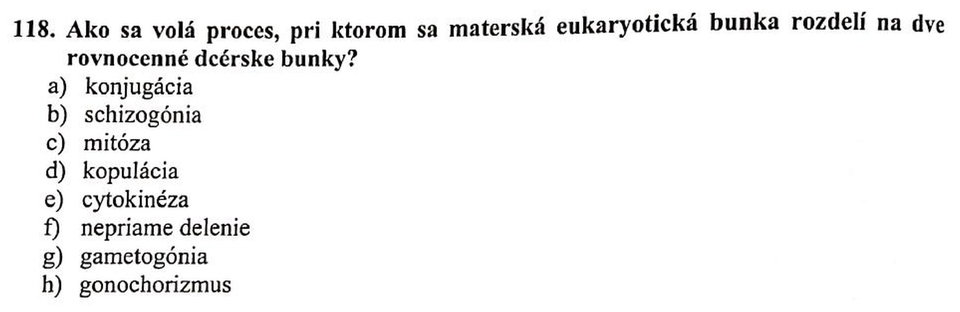 118. Ako sa volá proces, pri ktorom sa materská eukaryotická bunka rozdelí na dve
rovnocenné dcérske bunky?
a) konjugácia
b) schizogónia
c) mitóza
d) kopulácia
e) cytokinéza
f) nepriame delenie
g) gametogónia
h) gonochorizmus